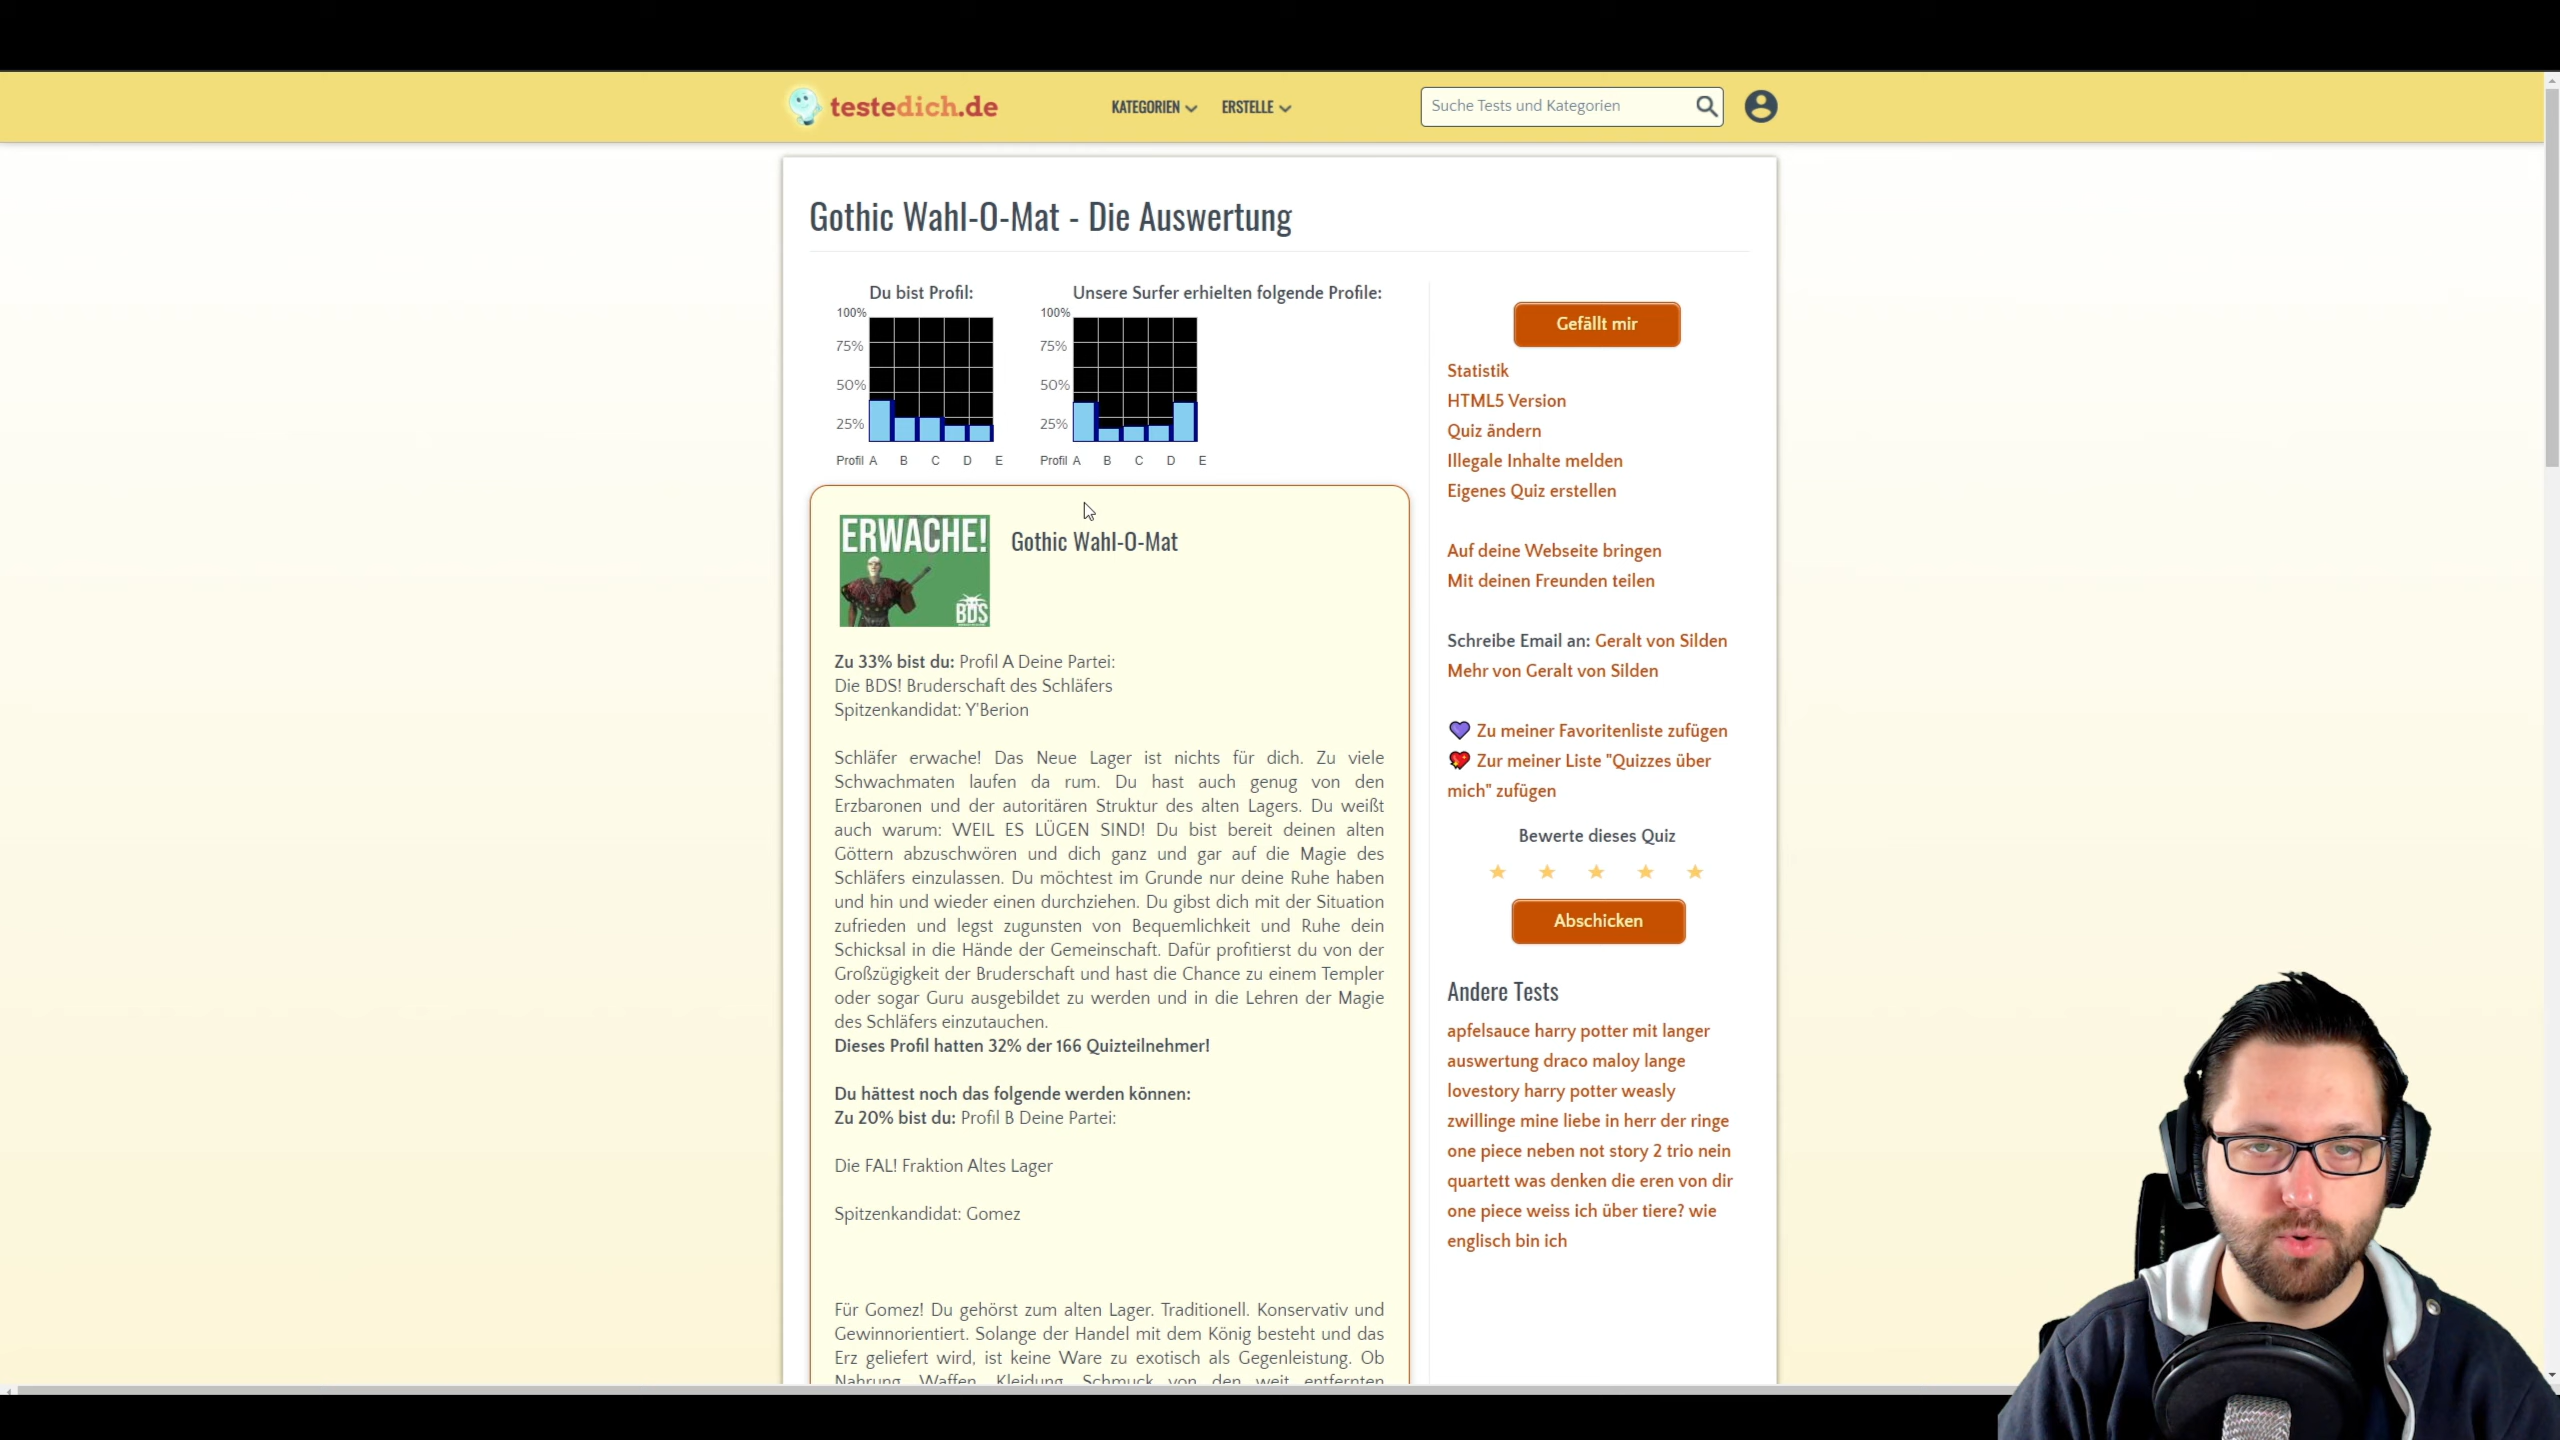 testedich.de
KATEGORIEN
ERSTELLE
Suche Tests und Kategorien
Gothic Wahl-O-Mat - Die Auswertung
Du bist Profil:
100%
75%
50%
25%
Profil A B C D E
Unsere Surfer erhielten folgende Profile:
100%
75%
50%
25%
Profil A B C D E
ERWACHE!
BDS
Gothic Wahl-O-Mat
Zu 33% bist du: Profil A Deine Partei:
Die BDS! Bruderschaft des Schläfers
Spitzenkandidat: Y'Berion
Schläfer erwache! Das Neue Lager ist nichts für dich. Zu viele
Schwachmaten laufen da rum. Du hast auch genug von den
Erzbaronen und der autoritären Struktur des alten Lagers. Du weißt
auch warum: WEIL ES LÜGEN SIND! Du bist bereit deinen alten
Göttern abzuschwören und dich ganz und gar auf die Magie des
Schläfers einzulassen. Du möchtest im Grunde nur deine Ruhe haben
und hin und wieder einen durchziehen. Du gibst dich mit der Situation
zufrieden und legst zugunsten von Bequemlichkeit und Ruhe dein
Schicksal in die Hände der Gemeinschaft. Dafür profitierst du von der
Großzügigkeit der Bruderschaft und hast die Chance zu einem Templer
oder sogar Guru ausgebildet zu werden und in die Lehren der Magie
des Schläfers einzutauchen.
Dieses Profil hatten 32% der 166 Quizteilnehmer!
Du hättest noch das folgende werden können:
Zu 20% bist du: Profil B Deine Partei:
Die FAL! Fraktion Altes Lager
Spitzenkandidat: Gomez
Für Gomez! Du gehörst zum alten Lager. Traditionell. Konservativ und
Gewinnorientiert. Solange der Handel mit dem König besteht und das
Erz geliefert wird, ist keine Ware zu exotisch als Gegenleistung. Ob
Nahrung, Waffen, Kleidung, Schmuck von den weit entfernten
Gefällt mir
Statistik
HTML5 Version
Quiz ändern
Illegale Inhalte melden
Eigenes Quiz erstellen
Auf deine Webseite bringen
Mit deinen Freunden teilen
Schreibe Email an: Geralt von Silden
Mehr von Geralt von Silden
Zu meiner Favoritenliste zufügen
Zur meiner Liste "Quizzes über
mich" zufügen
Bewerte dieses Quiz
Abschicken
Andere Tests
apfelsauce harry potter mit langer
auswertung draco maloy lange
lovestory harry potter weasly
zwillinge mine liebe in herr der ringe
one piece neben not story 2 trio nein
quartett was denken die eren von dir
one piece weiss ich über tiere? wie
englisch bin ich